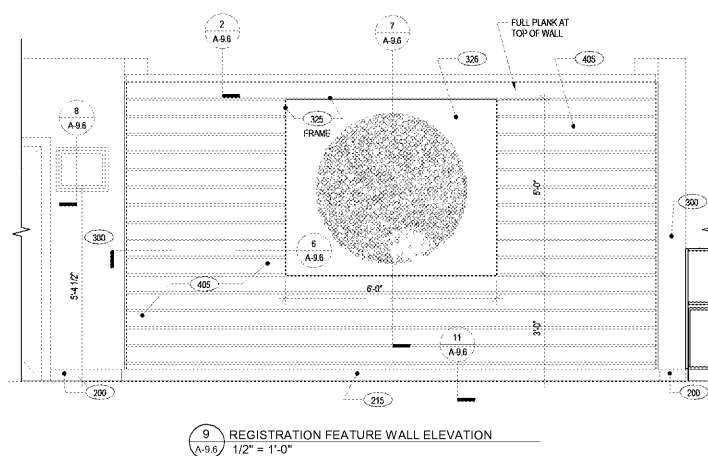 2
A-9.6
7
A-9.6
FULL PLANK AT
TOP OF WALL
326
405
8
A-9.6
325
FRAME
5'-0"
300
300
6
A-9.6
5'-4 1/2"
405
6'-0"
3'-0"
11
A-9.6
200
215
200
9
A-9.6
REGISTRATION FEATURE WALL ELEVATION
1/2" = 1'-0"